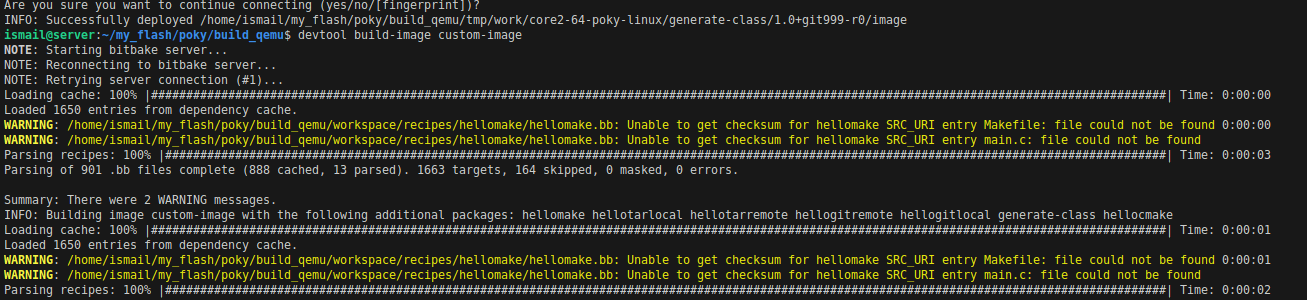 Are you sure you want to continue connecting (yes/no/[fingerprint])?
INFO: Successfully deployed /home/ismail/my_flash/poky/build_qemu/tmp/work/core2-64-poky-linux/generate-class/1.0+git999-r0/image
ismail@server:~/my_flash/poky/build_qemu$ devtool build-image custom-image
NOTE: Starting bitbake server...
NOTE: Reconnecting to bitbake server...
NOTE: Retrying server connection (#1)...
Loading cache: 100% |#################################################################################################################################################| Time: 0:00:00
Loaded 1650 entries from dependency cache.
WARNING: /home/ismail/my_flash/poky/build_qemu/workspace/recipes/hellomake/hellomake.bb: Unable to get checksum for hellomake SRC_URI entry Makefile: file could not be found 0:00:00
WARNING: /home/ismail/my_flash/poky/build_qemu/workspace/recipes/hellomake/hellomake.bb: Unable to get checksum for hellomake SRC_URI entry main.c: file could not be found
Parsing recipes: 100% |###############################################################################################################################################| Time: 0:00:03
Parsing of 901 .bb files complete (888 cached, 13 parsed). 1663 targets, 164 skipped, 0 masked, 0 errors.
Summary: There were 2 WARNING messages.
INFO: Building image custom-image with the following additional packages: hellomake hellotarlocal hellotarremote hellogitremote hellogitlocal generate-class hellocmake
Loading cache: 100% |#################################################################################################################################################| Time: 0:00:01
Loaded 1650 entries from dependency cache.
WARNING: /home/ismail/my_flash/poky/build_qemu/workspace/recipes/hellomake/hellomake.bb: Unable to get checksum for hellomake SRC_URI entry Makefile: file could not be found 0:00:01
WARNING: /home/ismail/my_flash/poky/build_qemu/workspace/recipes/hellomake/hellomake.bb: Unable to get checksum for hellomake SRC_URI entry main.c: file could not be found
Parsing recipes: 100% |###############################################################################################################################################| Time: 0:00:02